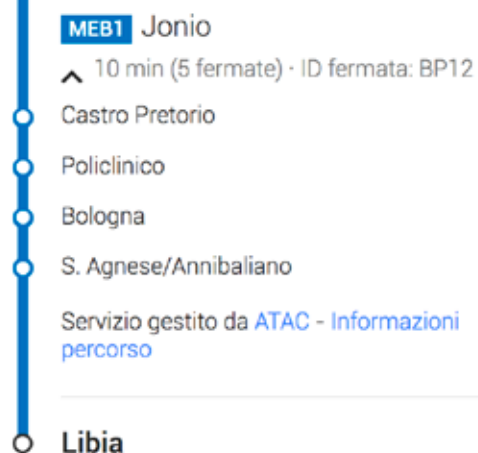 MEB1 Jonio
10 min (5 fermate) · ID fermata: BP12
Castro Pretorio
Policlinico
Bologna
S. Agnese/Annibaliano
Servizio gestito da ATAC - Informazioni
percorso
Libia